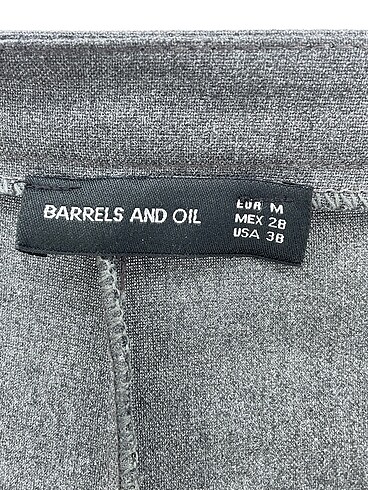 BARRELS AND OIL
EUR M
MEX 28
USA 38